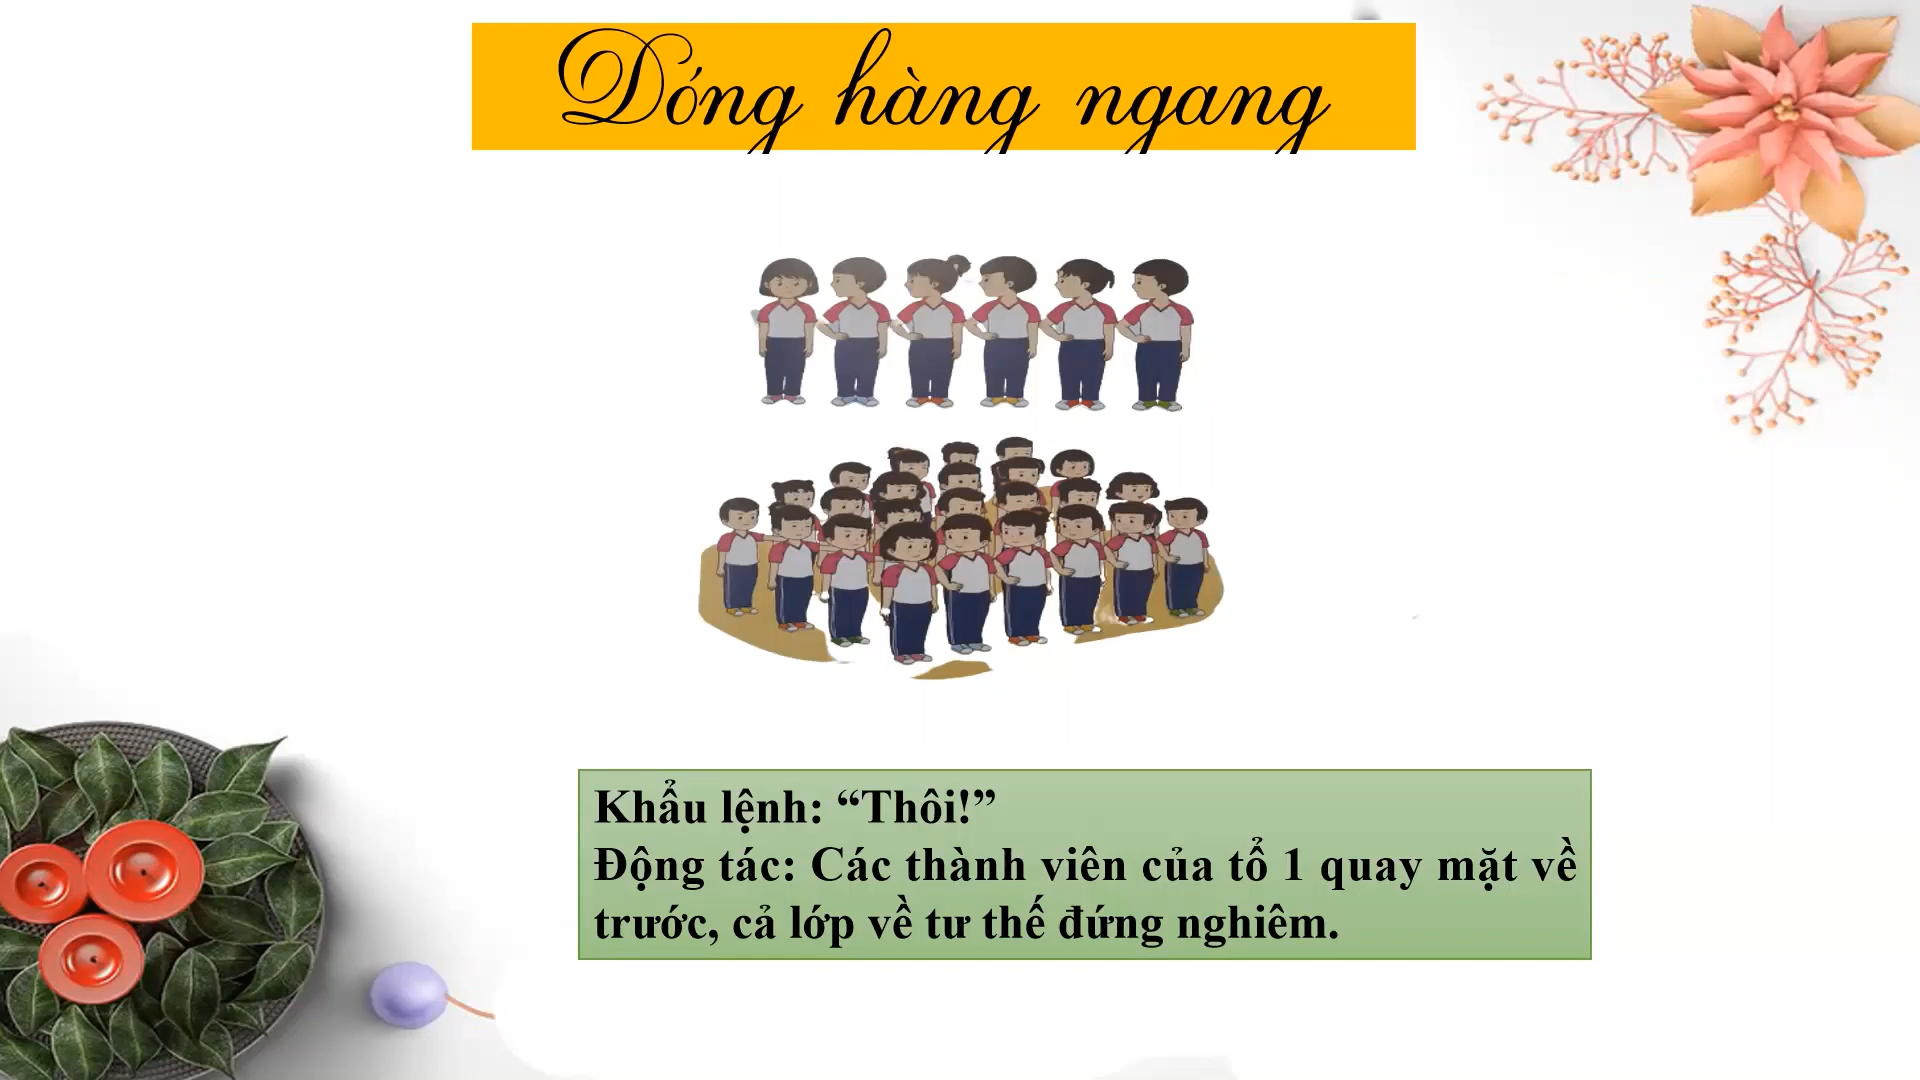 Dóng hàng ngang
Khẩu lệnh: “Thôi!”
Động tác: Các thành viên của tổ 1 quay mặt về
trước, cả lớp về tư thế đứng nghiêm.